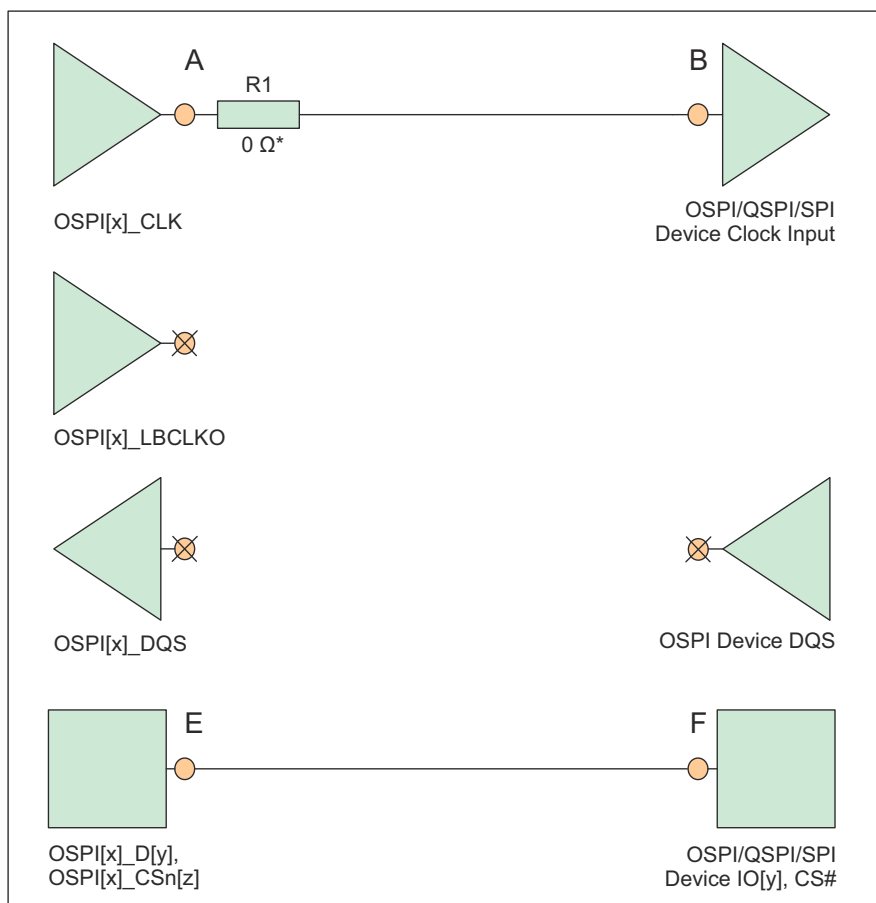 A
B
R1
0 Ω*
OSPI[x]_CLK
OSPI/QSPI/SPI
Device Clock Input
OSPI[x]_LBCLKO
OSPI[x]_DQS
OSPI Device DQS
E
F
OSPI[x]_D[y],
OSPI[x]_CSn[z]
OSPI/QSPI/SPI
Device IO[y], CS#